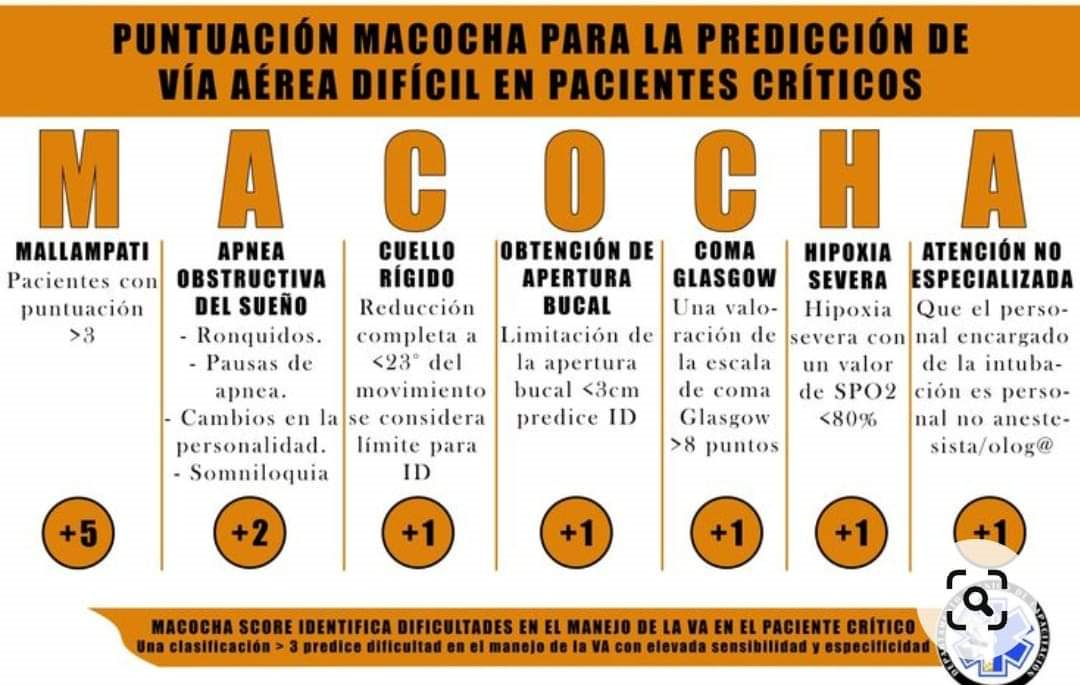 PUNTUACIÓN MACOCHA PARA LA PREDICCIÓN DE
VÍA AÉREA DIFÍCIL EN PACIENTES CRÍTICOS
M
MALLAMPATI
Pacientes con
puntuación
>3
+5
A
APNEA
OBSTRUCTIVA
DEL SUEÑO
- Ronquidos.
- Pausas de
apnea.
- Cambios en la
personalidad.
- Somniloquia
+2
C
CUELLO
RÍGIDO
Reducción
completa a
<23° del
movimiento
se considera
límite para
ID
+1
O
OBTENCIÓN DE
APERTURA
BUCAL
Limitación de
la apertura
bucal <3cm
predice ID
+1
C
COMA
GLASGOW
Una valo-
ración de
la escala
de coma
Glasgow
>8 puntos
+1
H
HIPOXIA
SEVERA
Hipoxia
severa con
un valor
de SPO2
<80%
+1
A
ATENCIÓN NO
ESPECIALIZADA
Que el perso-
nal encargado
de la intuba-
ción es perso-
nal no aneste-
sista/olog@
+1
MACOCHA SCORE IDENTIFICA DIFICULTADES EN EL MANEJO DE LA VA EN EL PACIENTE CRÍTICO
Una clasificación > 3 predice dificultad en el manejo de la VA con elevada sensibilidad y especificidad